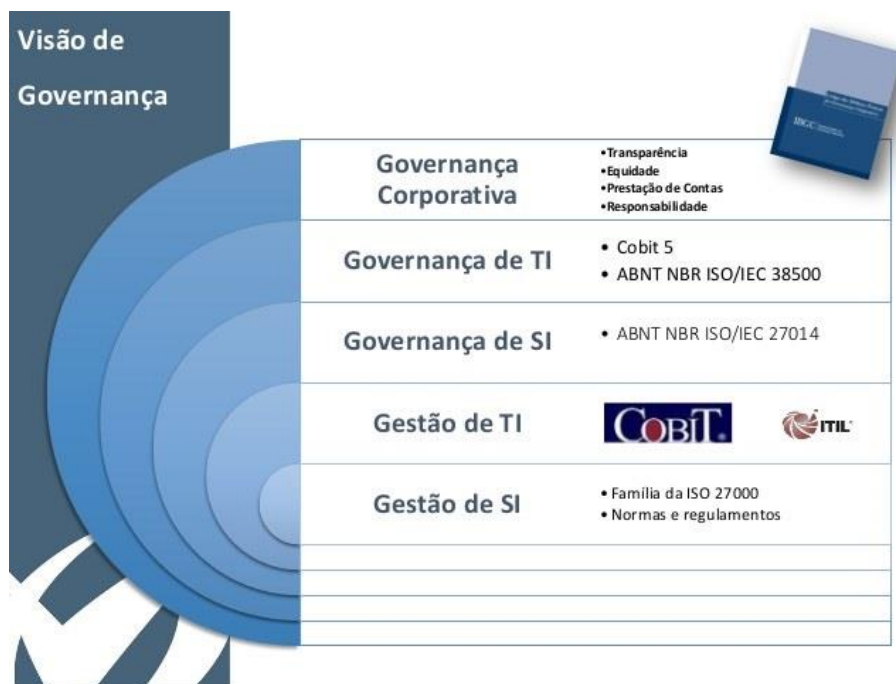 Visão de
Governança
Governança
Corporativa
•Transparência
•Equidade
•Prestação de Contas
•Responsabilidade
IBGC
Governança de TI
• Cobit 5
• ABNT NBR ISO/IEC 38500
Governança de SI
• ABNT NBR ISO/IEC 27014
Gestão de TI
COBIT.
ITIL
Gestão de SI
• Família da ISO 27000
• Normas e regulamentos